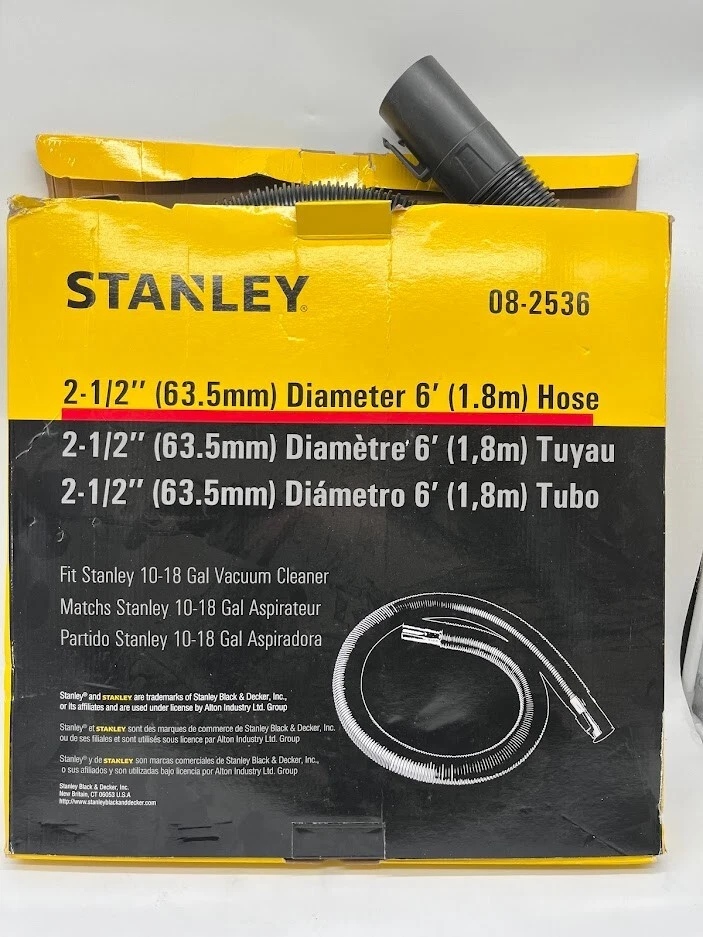 STANLEY®
08-2536
2-1/2'' (63.5mm) Diameter 6' (1.8m) Hose
2-1/2'' (63.5mm) Diamètre 6' (1,8m) Tuyau
2-1/2'' (63.5mm) Diámetro 6' (1,8m) Tubo
Fit Stanley 10-18 Gal Vacuum Cleaner
Matchs Stanley 10-18 Gal Aspirateur
Partido Stanley 10-18 Gal Aspiradora
Stanley® and STANLEY are trademarks of Stanley Black & Decker, Inc.,
or its affiliates and are used under license by Alton Industry Ltd. Group
Stanley® et STANLEY sont des marques de commerce de Stanley Black & Decker, Inc.
ou de ses filiales et sont utilisés sous licence par Alton Industry Ltd. Group
Stanley® y de STANLEY son marcas comerciales de Stanley Black & Decker, Inc.,
o sus afiliados y son utilizadas bajo licencia por Alton Industry Ltd. Group
Stanley Black & Decker, Inc.
New Britain, CT 06053 U.S.A
http://www.stanleyblackanddecker.com